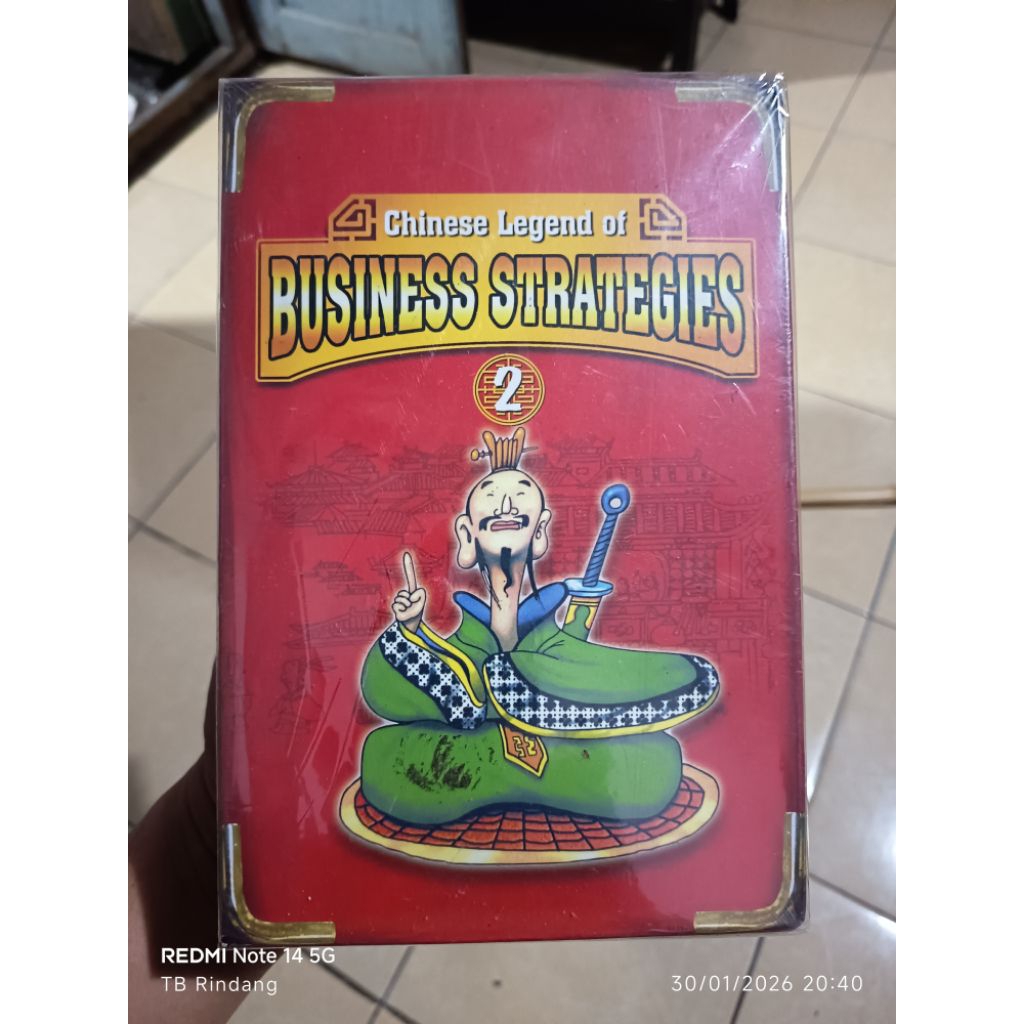 Chinese Legend of
BUSINESS STRATEGIES
2
REDMI Note 14 5G
TB Rindang
30/01/2026 20:40